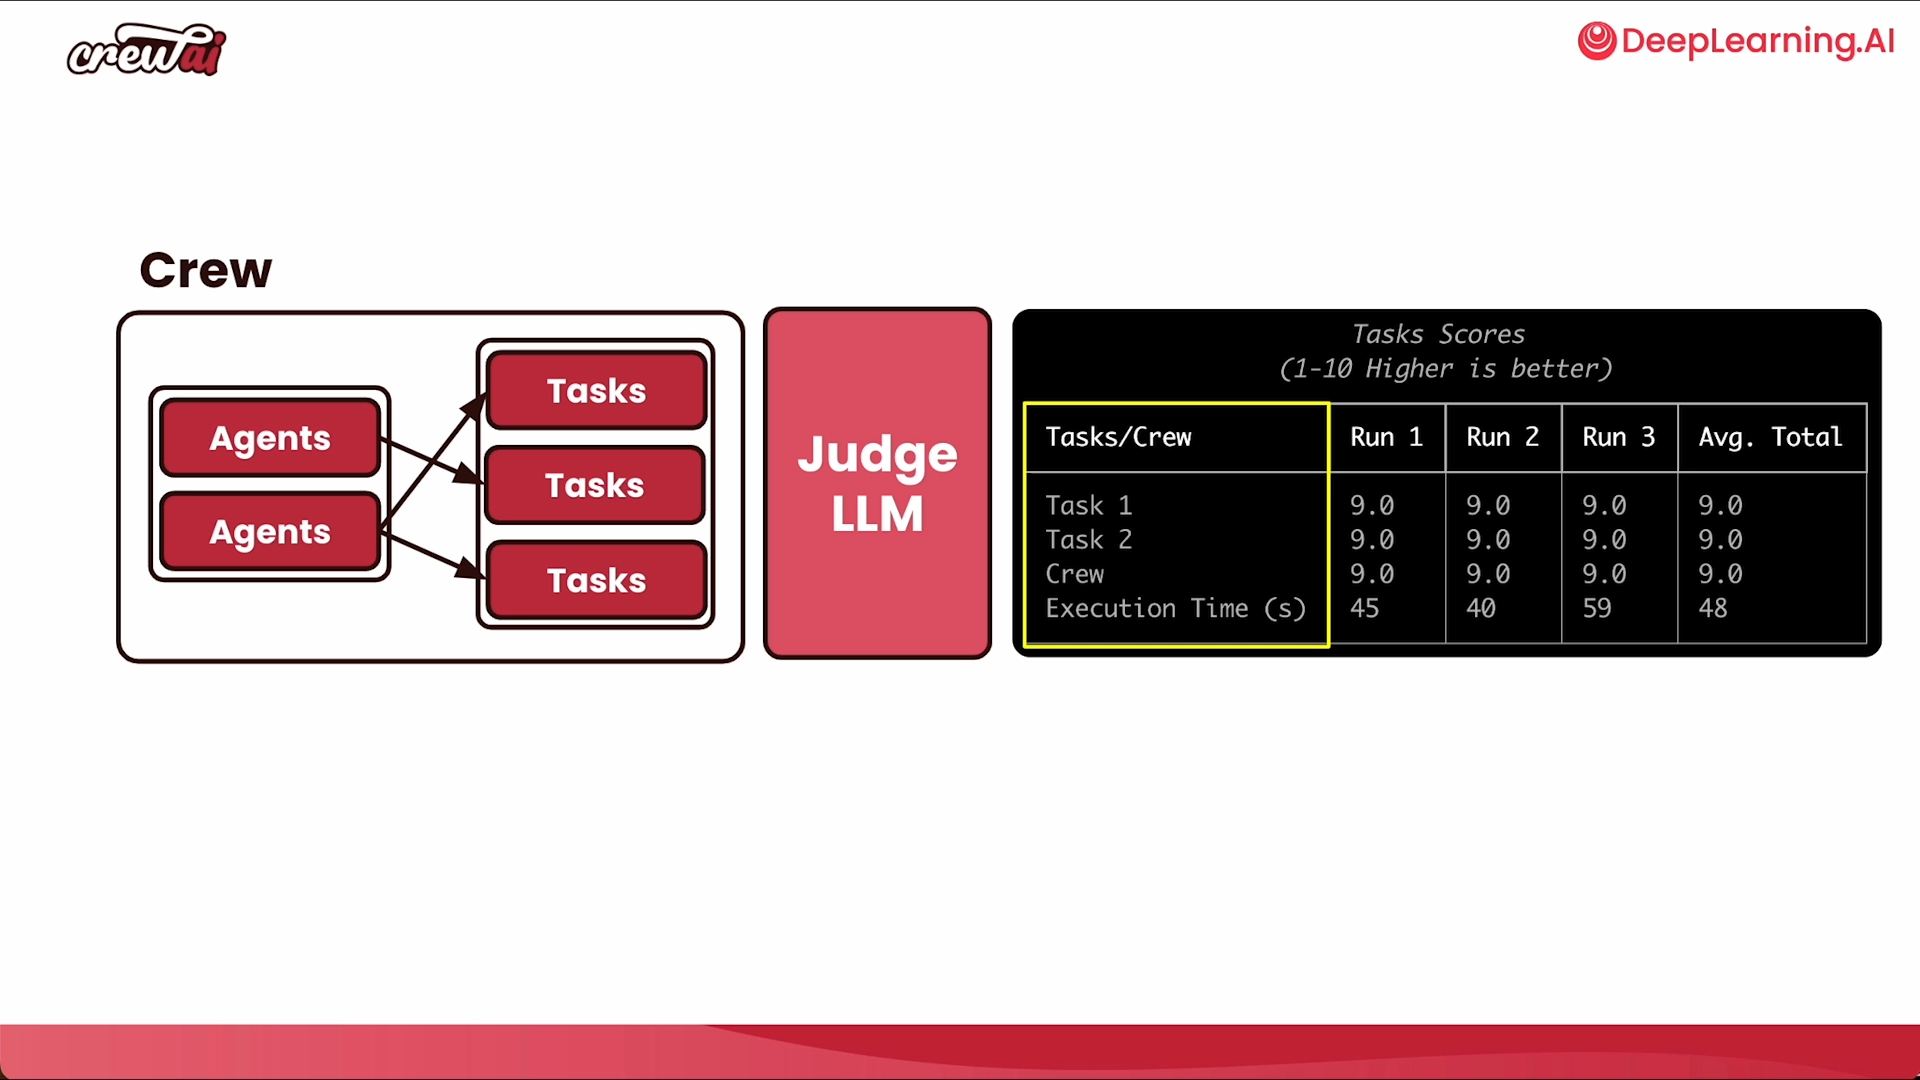 crewai
DeepLearning.AI
Crew
Agents
Agents
Tasks
Tasks
Tasks
Judge
LLM
Tasks Scores
(1-10 Higher is better)
Tasks/Crew Run 1 Run 2 Run 3 Avg. Total
Task 1 9.0 9.0 9.0 9.0
Task 2 9.0 9.0 9.0 9.0
Crew 9.0 9.0 9.0 9.0
Execution Time (s) 45 40 59 48